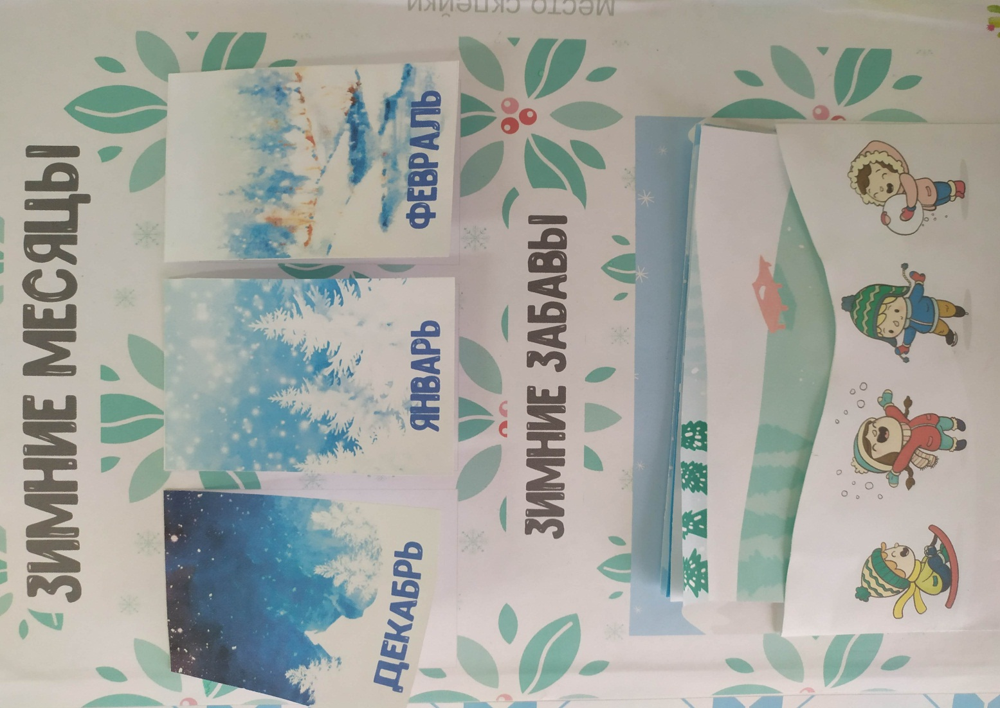 ЗИМНИЕ МЕСЯЦЫ
ДЕКАБРЬ
ЯНВАРЬ
ФЕВРАЛЬ
ЗИМНИЕ ЗАБАВЫ
место склейки